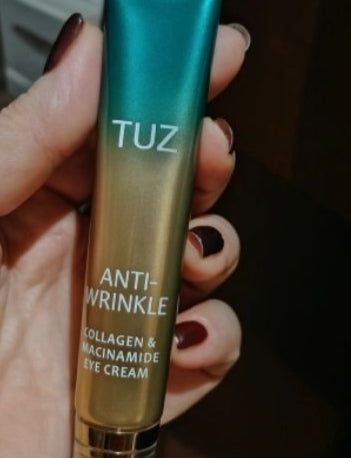 TUZ
ANTI-
WRINKLE
COLLAGEN &
NIACINAMIDE
EYE CREAM